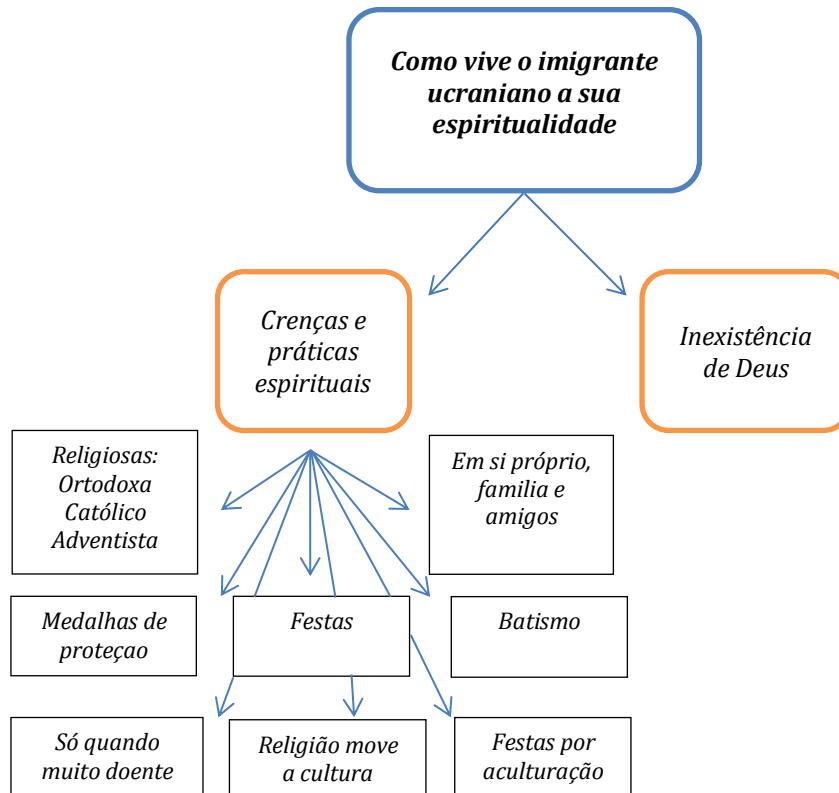 Como vive o imigrante
ucraniano a sua
espiritualidade
Crenças e
práticas
espirituais
Inexistência
de Deus
Religiosas:
Ortodoxa
Católico
Adventista
Em si próprio,
familia e
amigos
Medalhas de
proteçao
Festas
Batismo
Só quando
muito doente
Religião move
a cultura
Festas por
aculturação